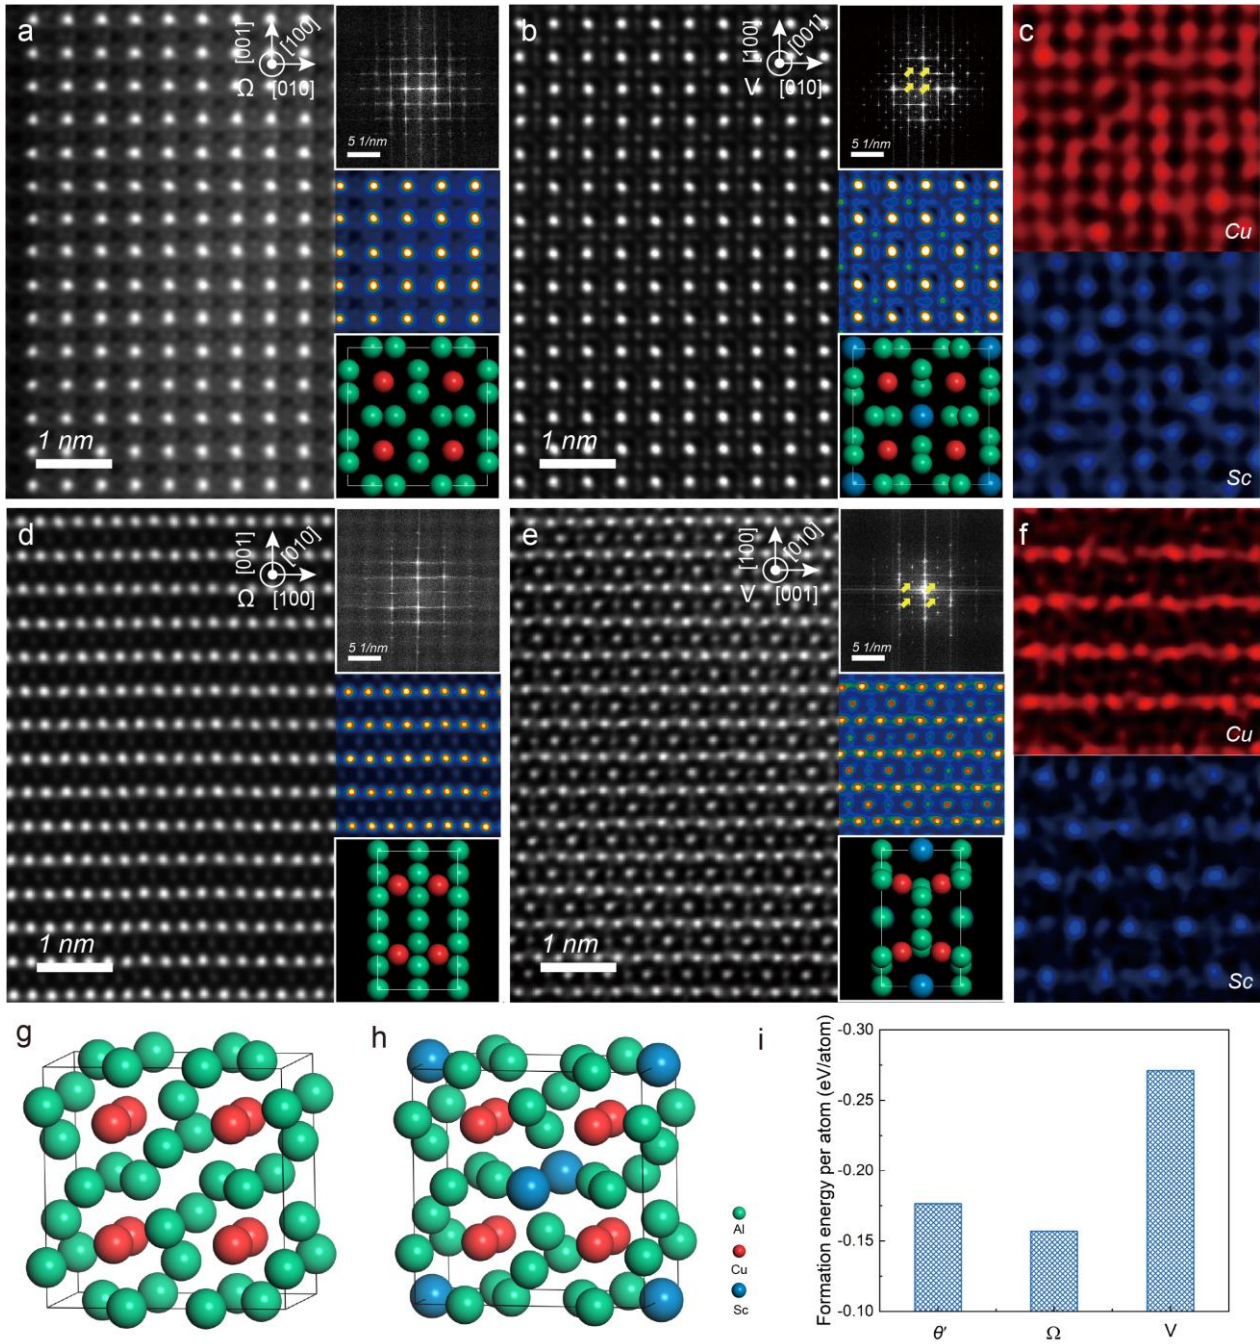 a
[001]
[100]
Ω
[010]
5 1/nm
1 nm
b
[100]
[001]
V
[010]
5 1/nm
1 nm
c
Cu
Sc
d
[001]
[010]
Ω
[100]
5 1/nm
1 nm
e
[100]
[010]
V
[001]
5 1/nm
1 nm
f
Cu
Sc
g
h
Al
Cu
Sc
i
Formation energy per atom (eV/atom)
-0.30
-0.25
-0.20
-0.15
-0.10
θ′
Ω
V